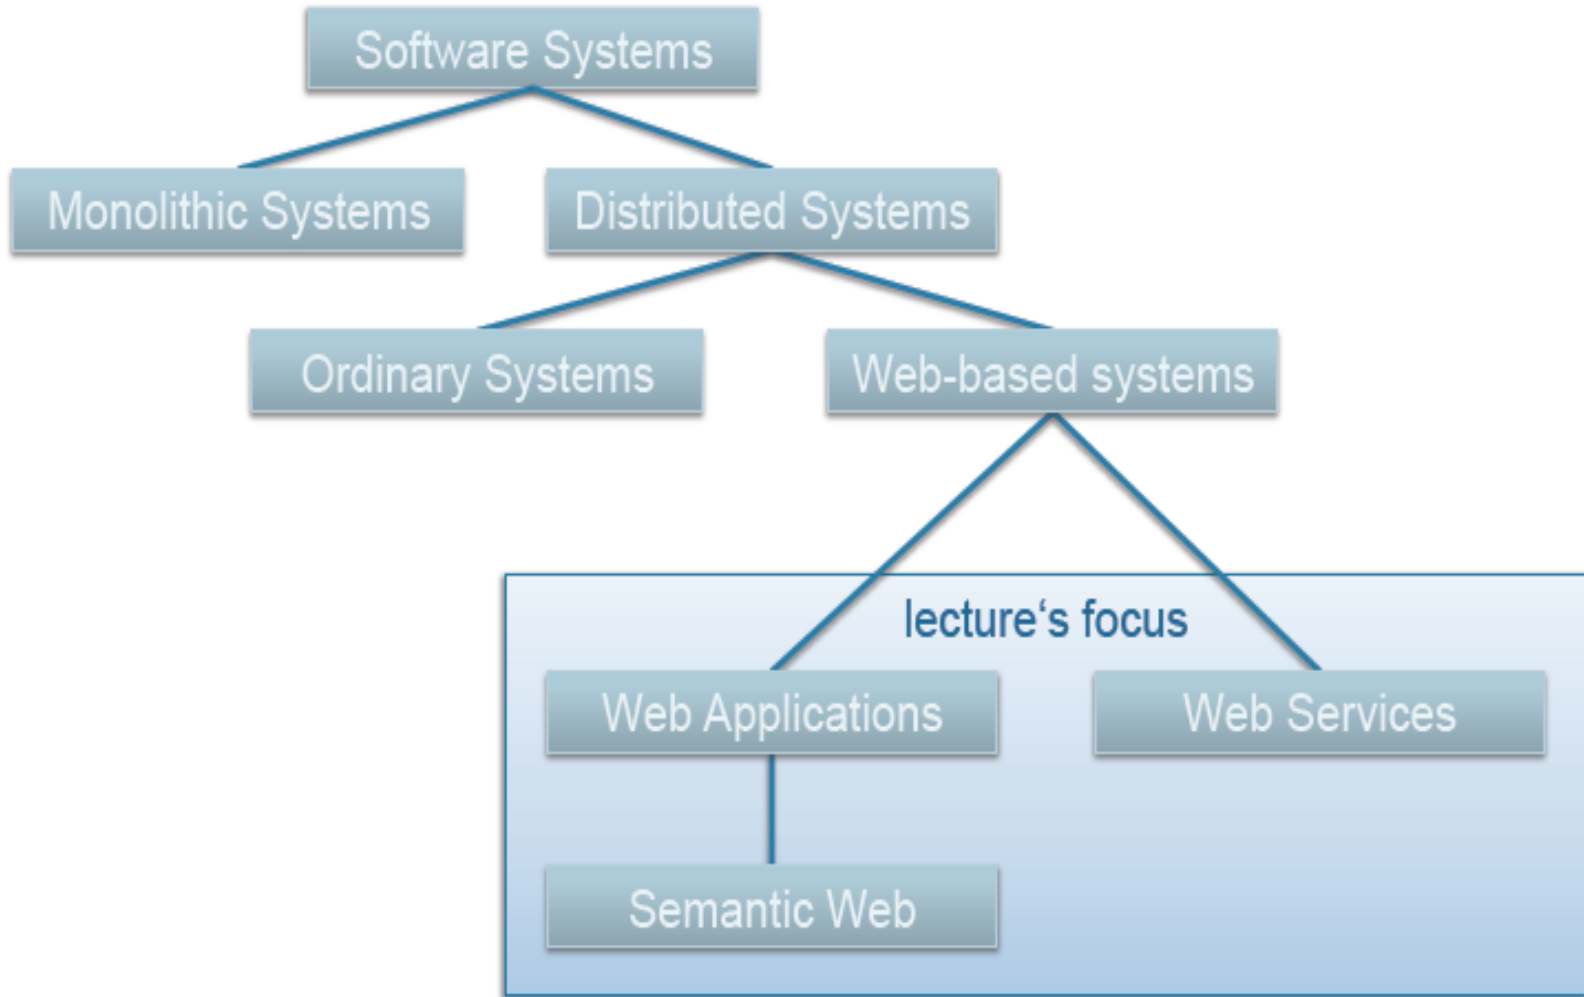 Software Systems
Monolithic Systems
Distributed Systems
Ordinary Systems
Web-based systems
lecture‘s focus
Web Applications
Web Services
Semantic Web